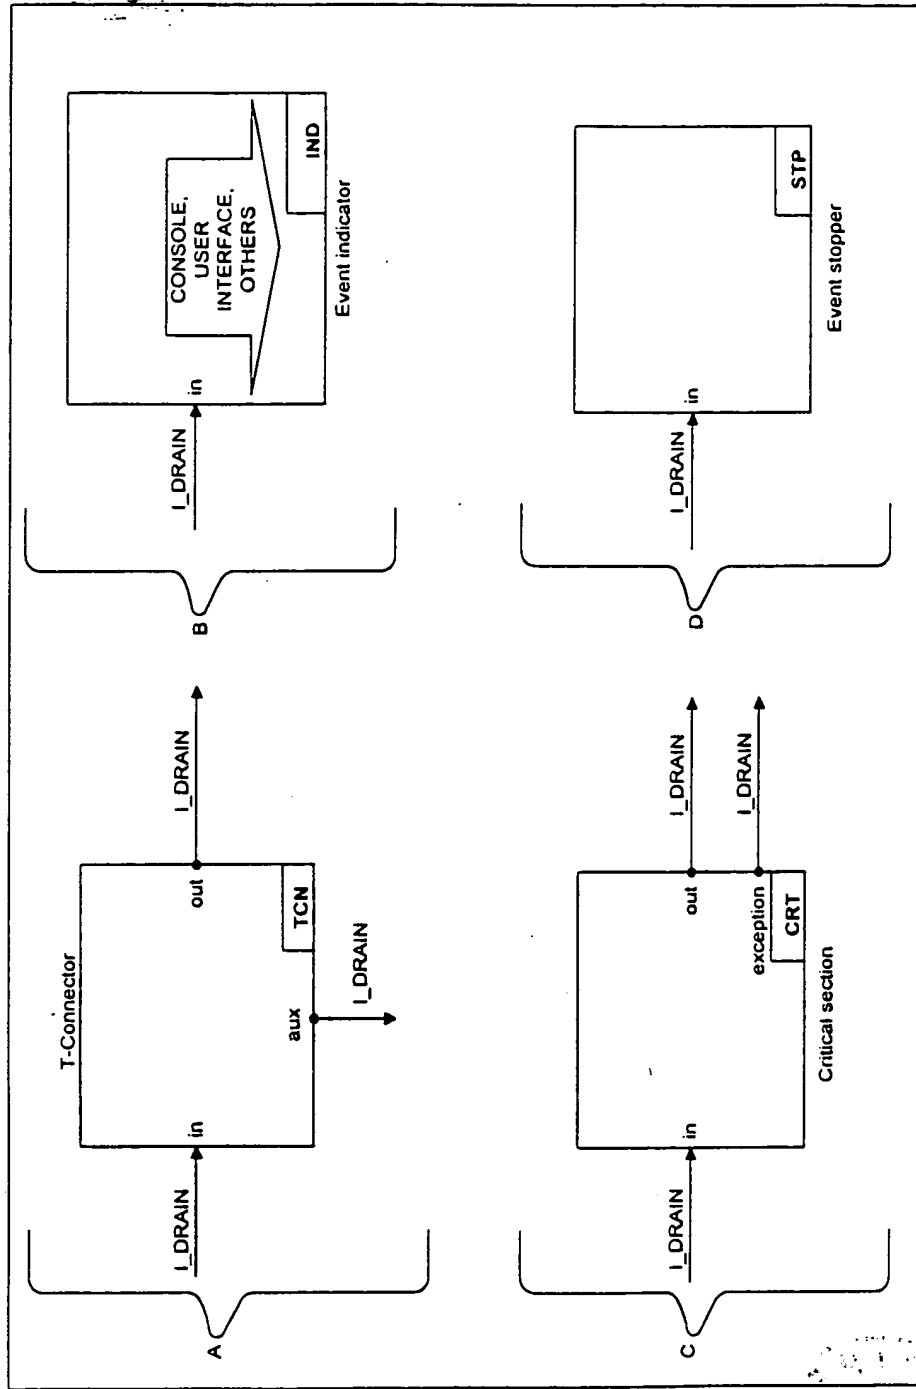 A
I_DRAIN
in
T-Connector
out
I_DRAIN
TCN
aux
I_DRAIN
B
I_DRAIN
in
CONSOLE,
USER
INTERFACE,
OTHERS
IND
Event indicator
C
I_DRAIN
in
out
I_DRAIN
exception
I_DRAIN
CRT
Critical section
D
I_DRAIN
in
STP
Event stopper